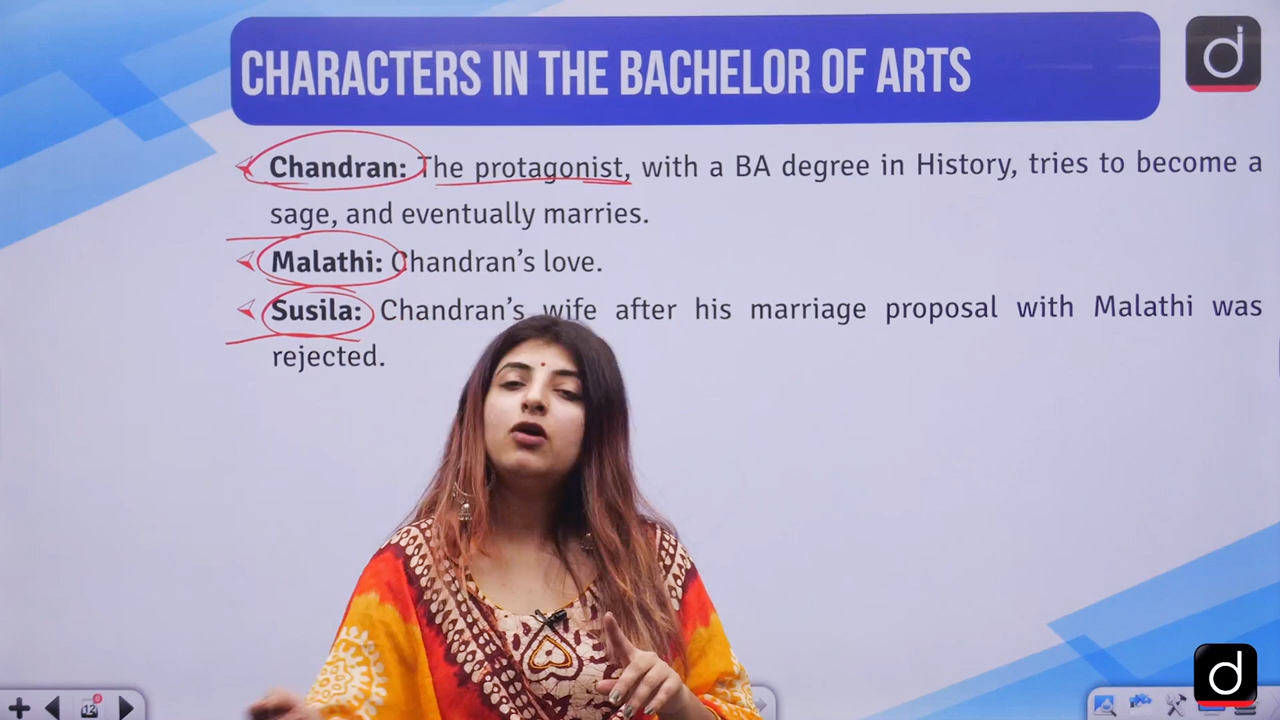 CHARACTERS IN THE BACHELOR OF ARTS
d
Chandran: The protagonist, with a BA degree in History, tries to become a
sage, and eventually marries.
Malathi: Chandran's love.
Susila: Chandran's wife after his marriage proposal with Malathi was
rejected.
12
d